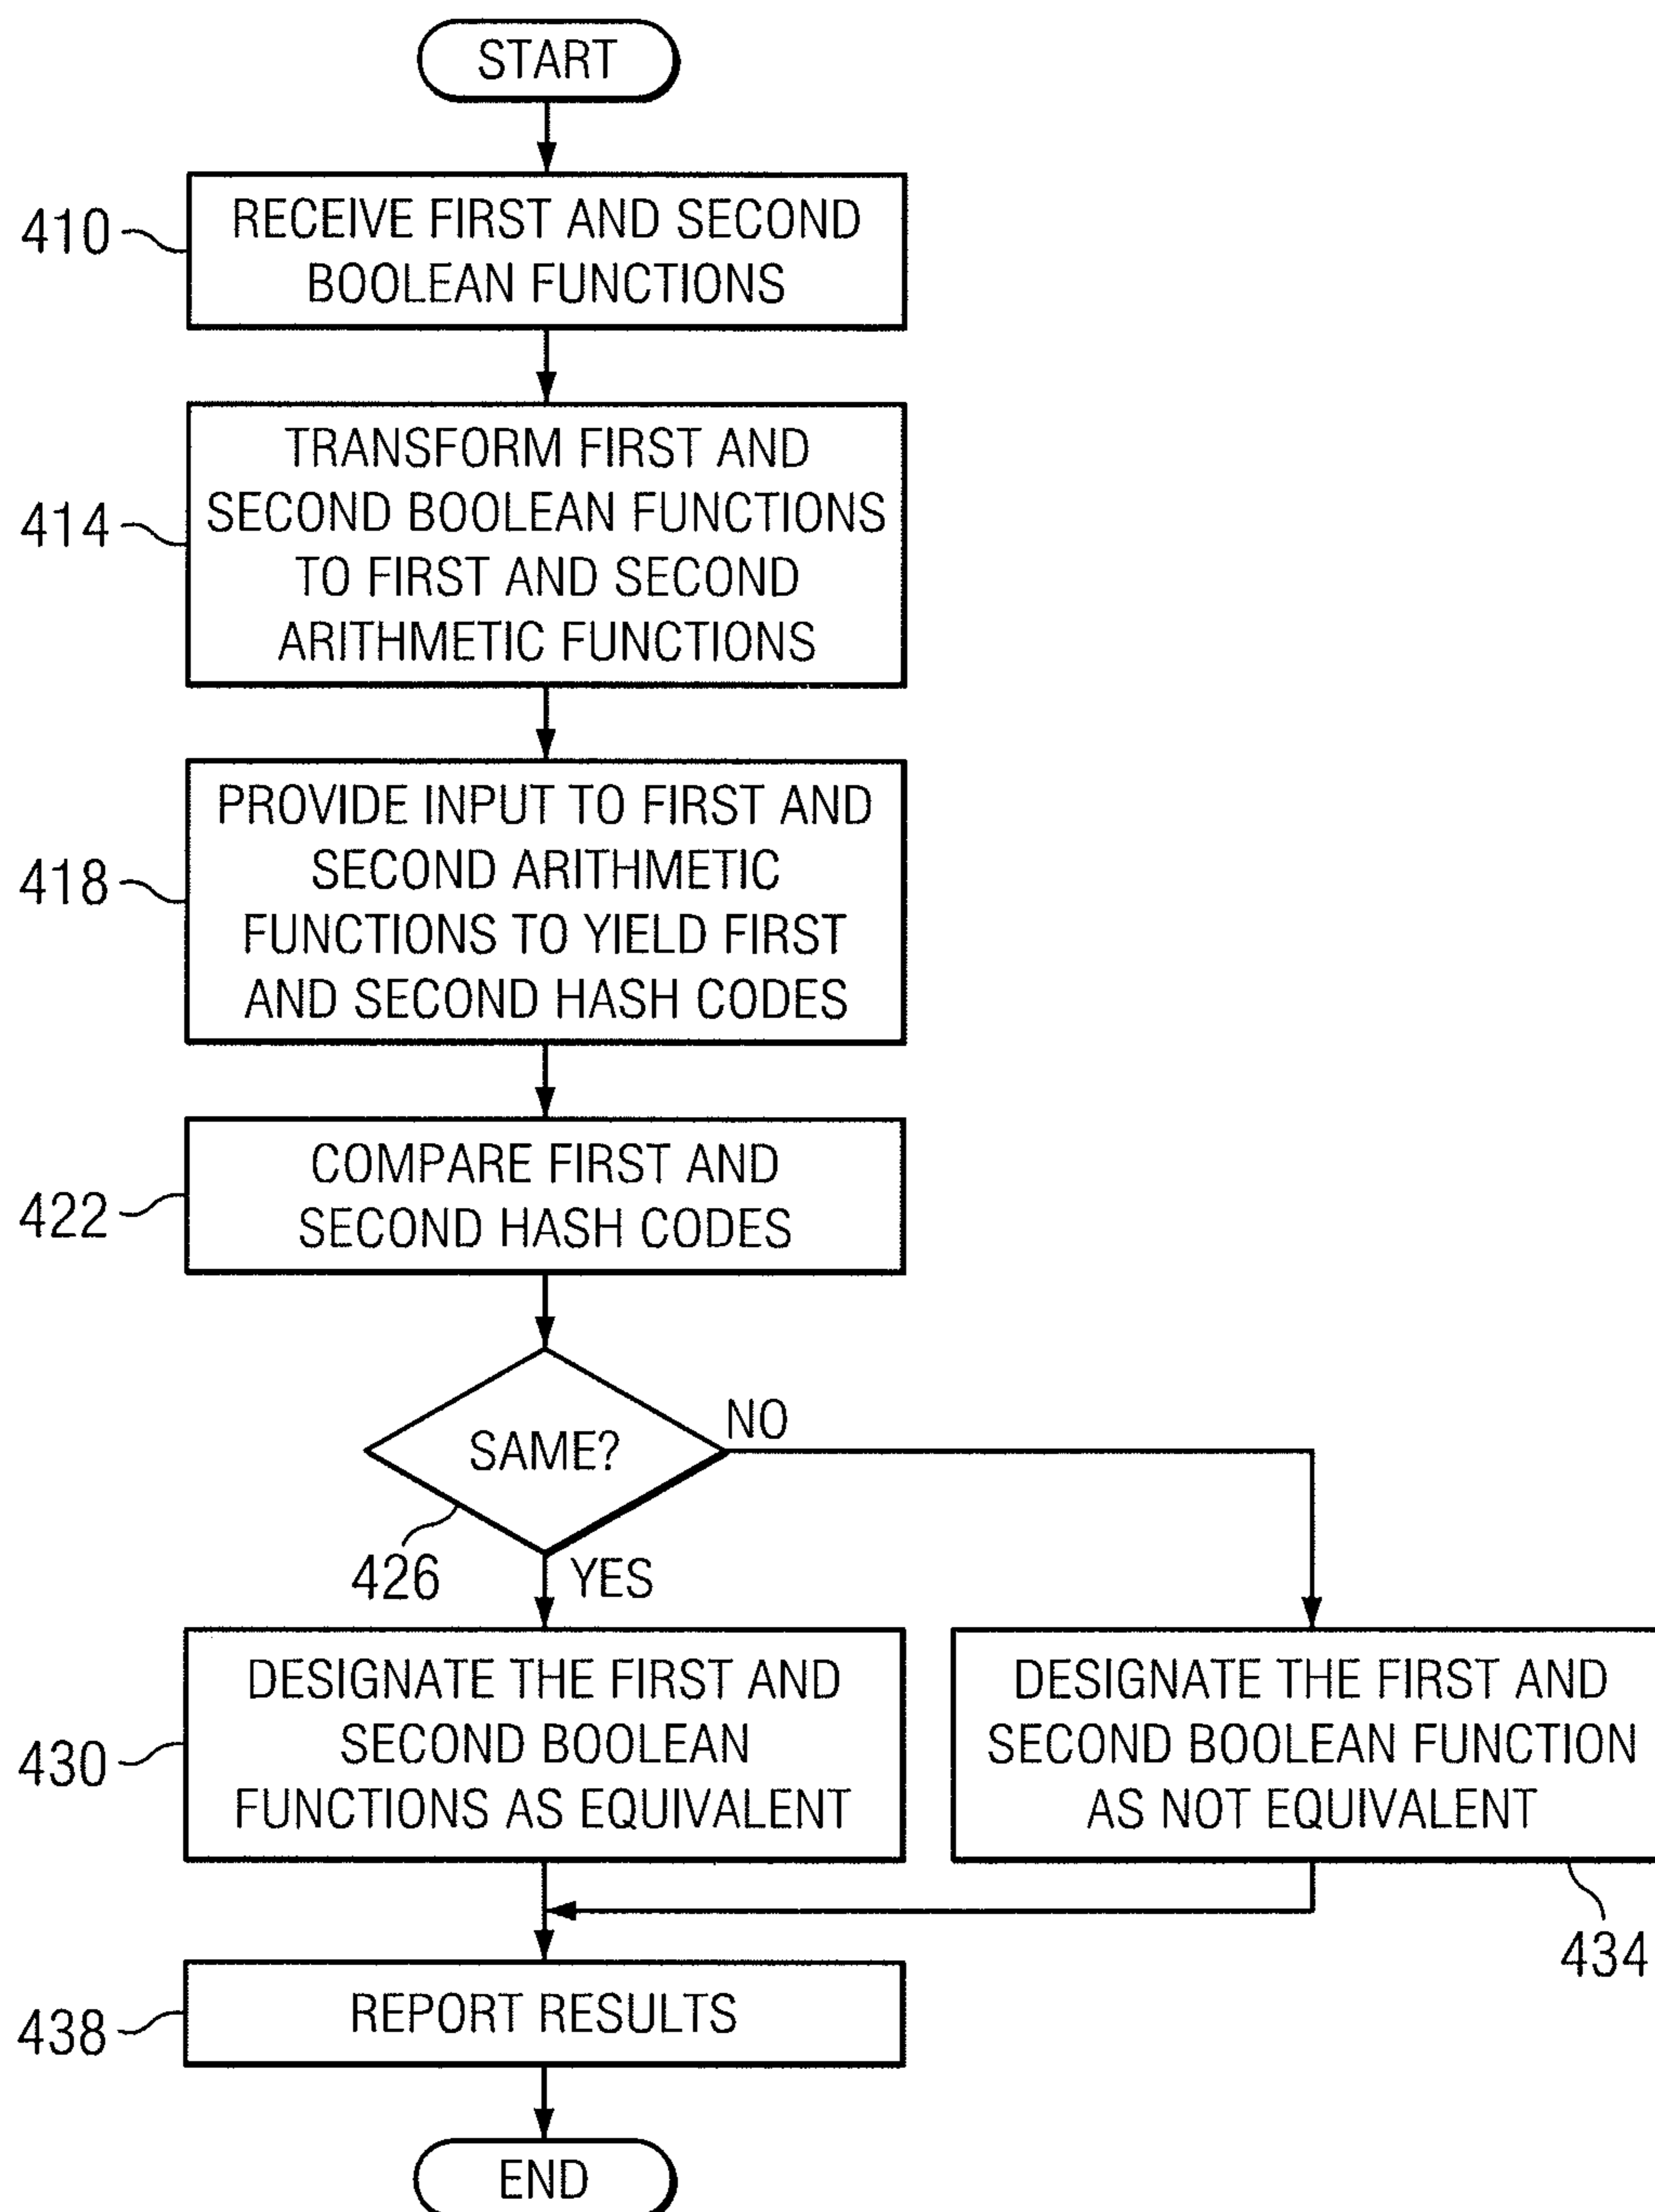 START
410
RECEIVE FIRST AND SECOND
BOOLEAN FUNCTIONS
414
TRANSFORM FIRST AND
SECOND BOOLEAN FUNCTIONS
TO FIRST AND SECOND
ARITHMETIC FUNCTIONS
418
PROVIDE INPUT TO FIRST AND
SECOND ARITHMETIC
FUNCTIONS TO YIELD FIRST
AND SECOND HASH CODES
422
COMPARE FIRST AND
SECOND HASH CODES
SAME?
NO
426
YES
430
DESIGNATE THE FIRST AND
SECOND BOOLEAN
FUNCTIONS AS EQUIVALENT
DESIGNATE THE FIRST AND
SECOND BOOLEAN FUNCTION
AS NOT EQUIVALENT
434
438
REPORT RESULTS
END